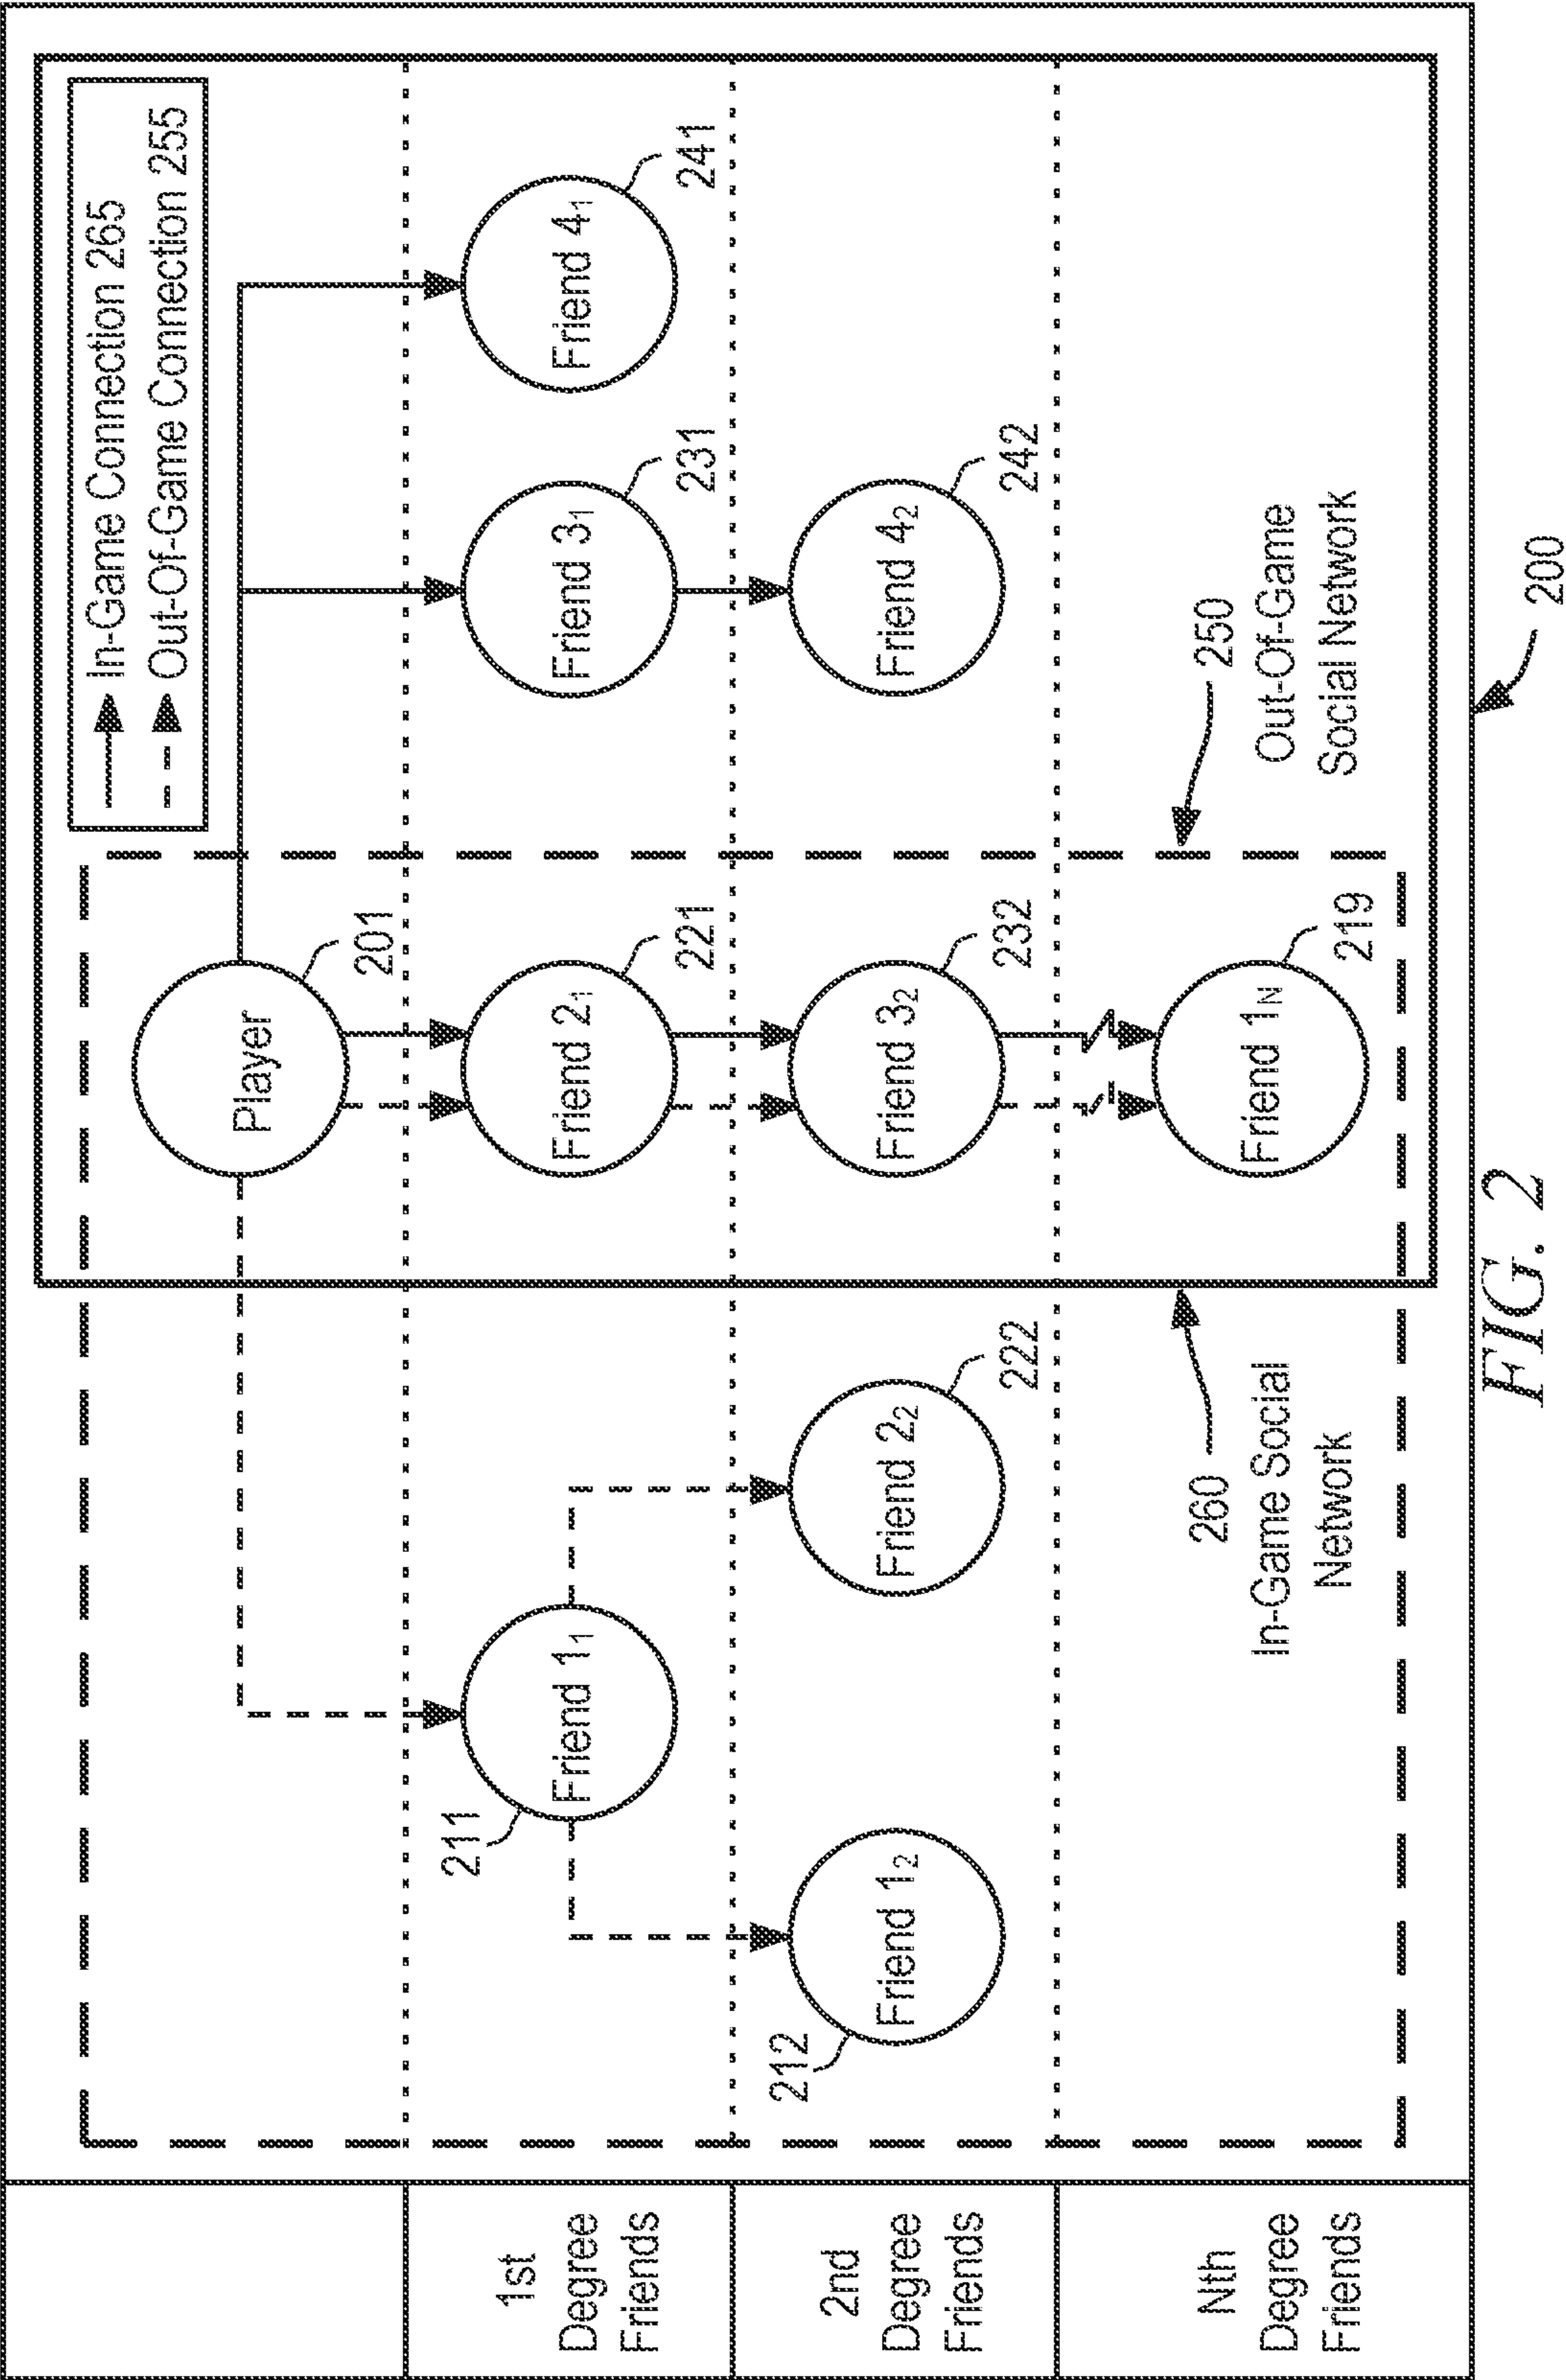 In-Game Connection 265
Out-Of-Game Connection 255
Player
201
1st
Degree
Friends
211
Friend 1₁
Friend 2₁
221
Friend 3₁
231
Friend 4₁
241
2nd
Degree
Friends
212
Friend 1₂
Friend 2₂
222
Friend 3₂
232
Friend 4₂
242
Nth
Degree
Friends
260
In-Game Social
Network
Friend 1N
219
250
Out-Of-Game
Social Network
200
FIG. 2